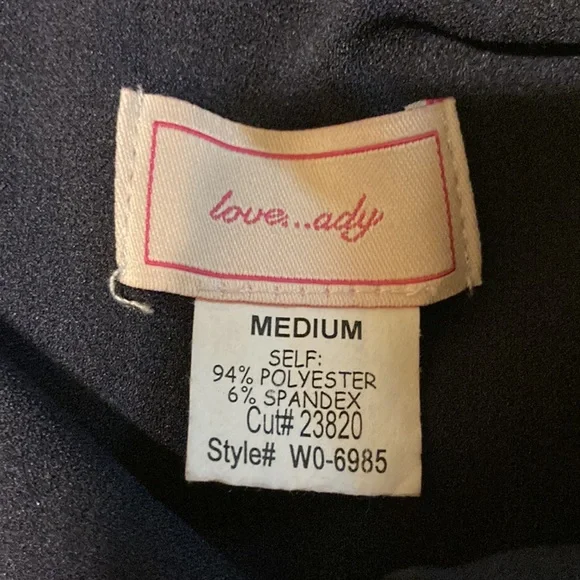 love...ady
MEDIUM
SELF:
94% POLYESTER
6% SPANDEX
Cut# 23820
Style# W0-6985